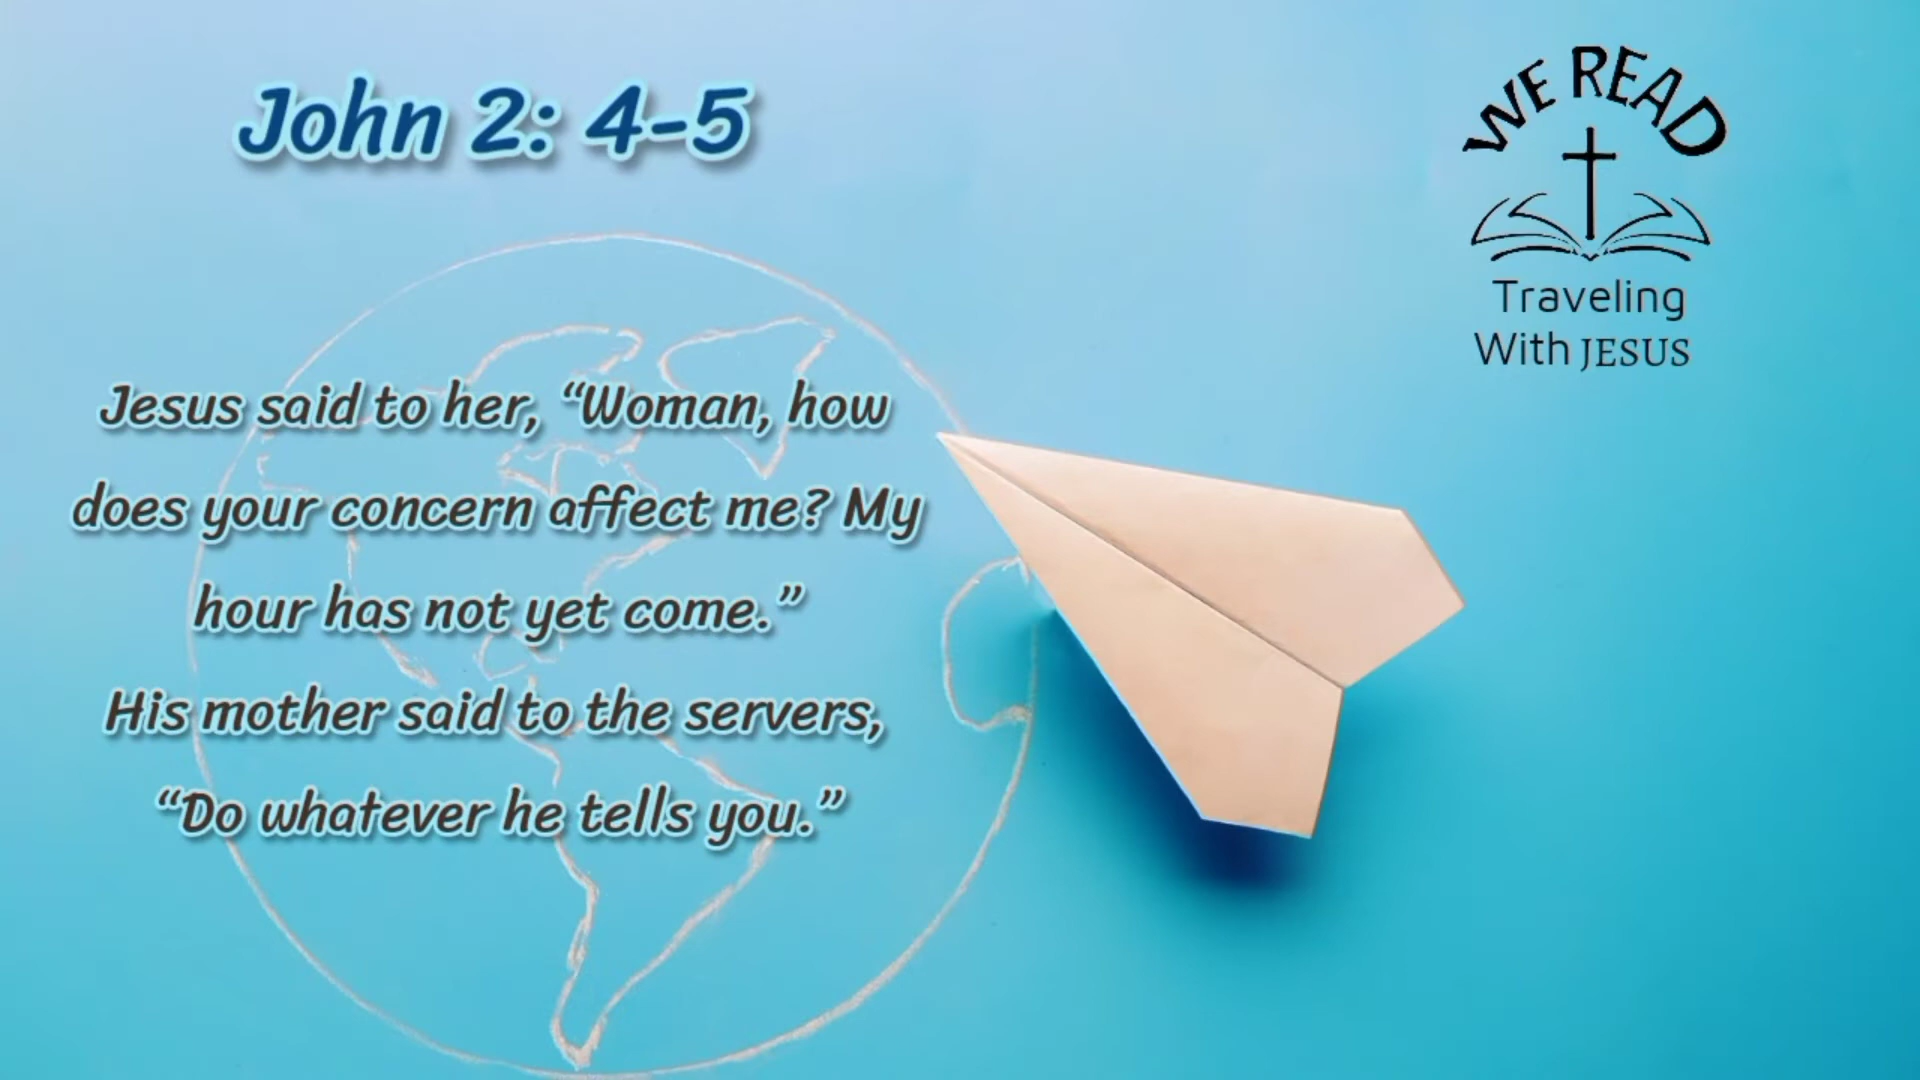 John 2: 4-5
WE READ
Traveling
With JESUS
Jesus said to her, “Woman, how
does your concern affect me? My
hour has not yet come.”
His mother said to the servers,
“Do whatever he tells you.”